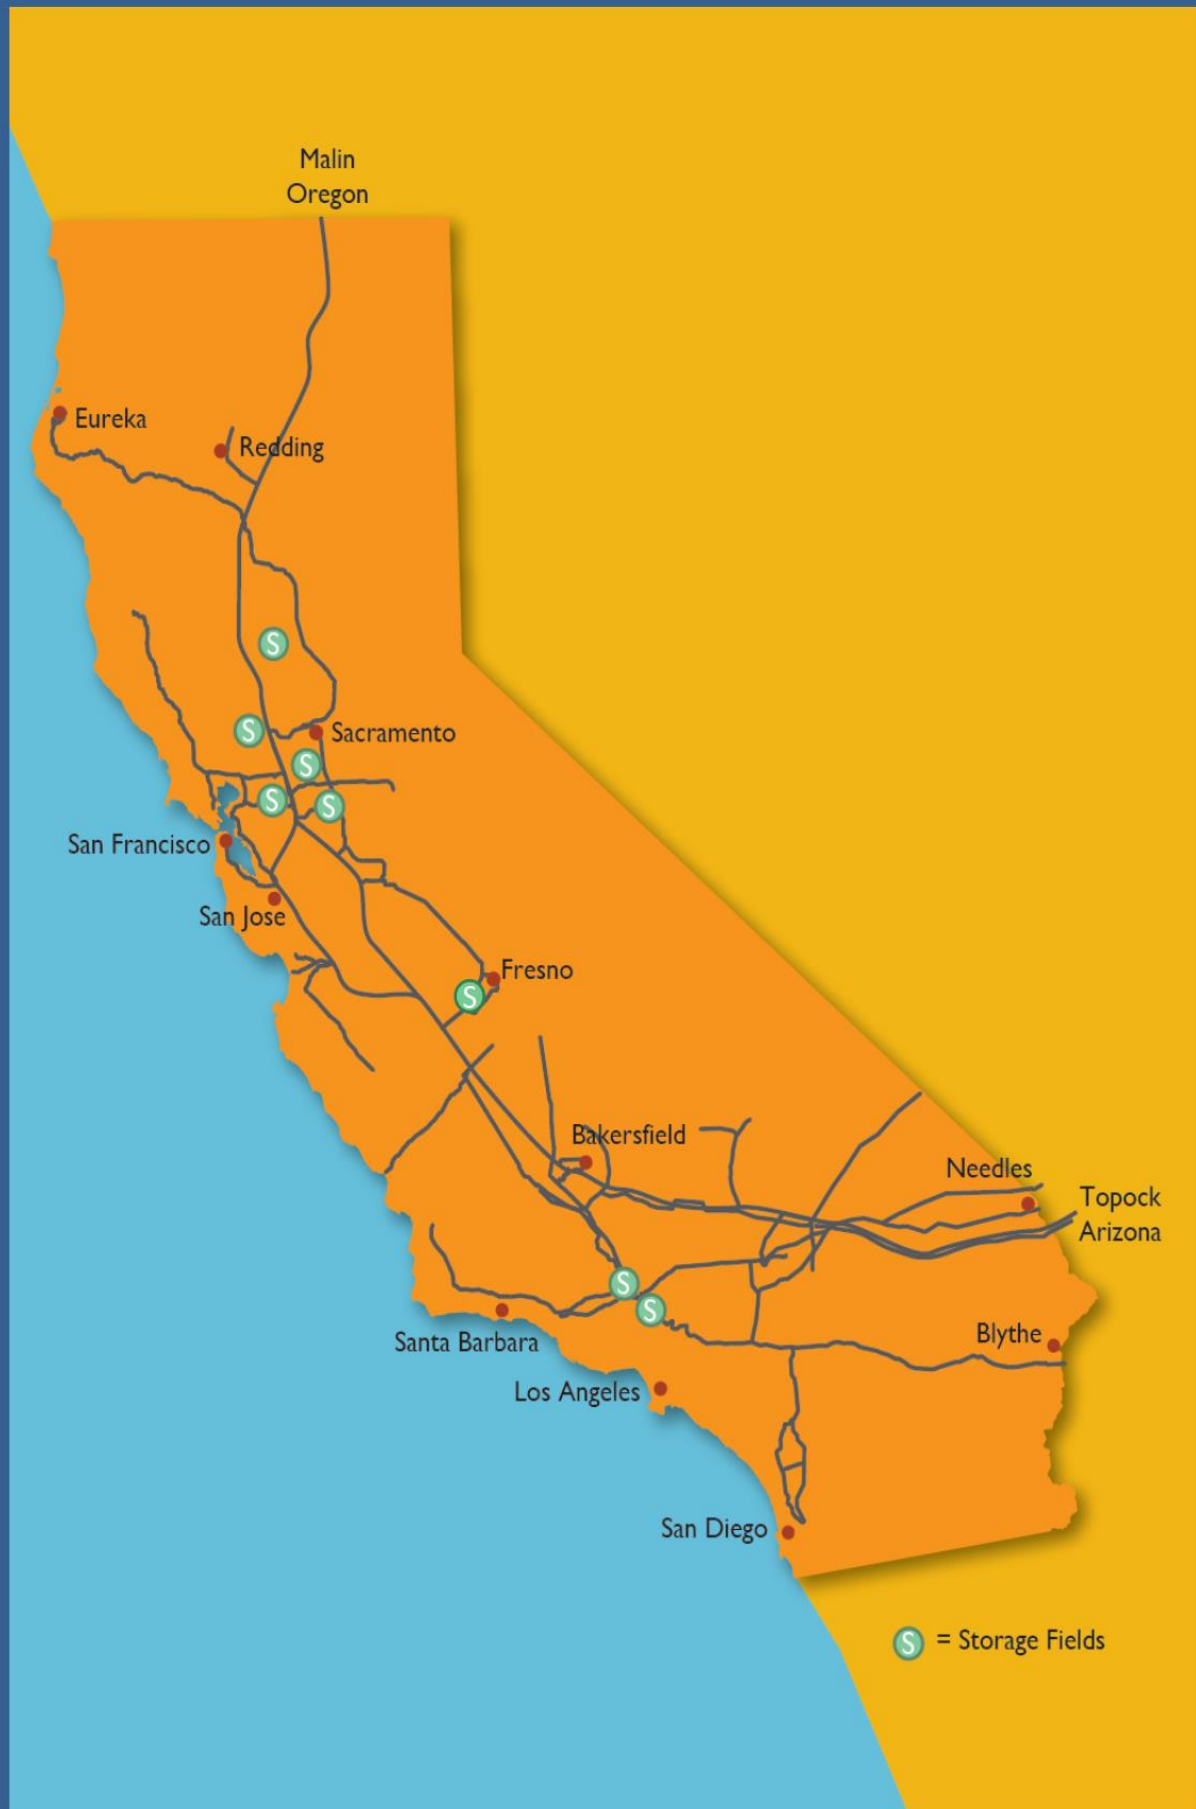 Malin
Oregon
Eureka
Redding
S
S
Sacramento
S
S
S
San Francisco
San Jose
Fresno
S
Bakersfield
Needles
Topock
Arizona
S
S
Blythe
Santa Barbara
Los Angeles
San Diego
S = Storage Fields